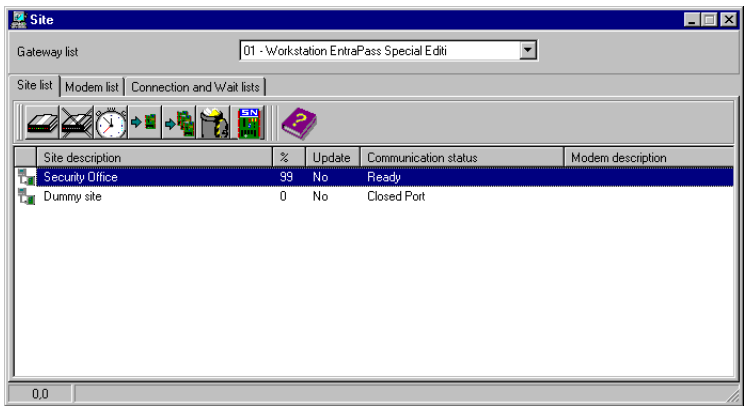 Site
Gateway list 01 - Workstation EntraPass Special Editi
Site list Modem list Connection and Wait lists
SN ?
Site description % Update Communication status Modem description
Security Office 99 No Ready
Dummy site 0 No Closed Port
0,0